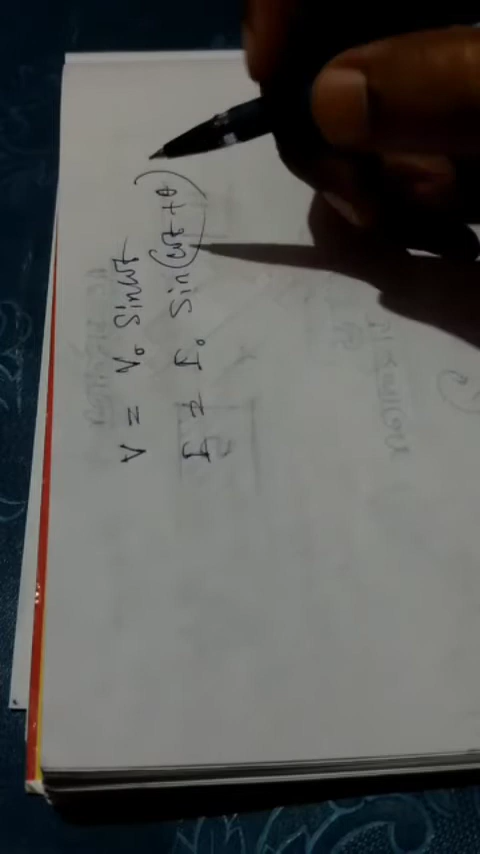 V = V₀ Sinωt
I = I₀ Sin(ωt + θ)